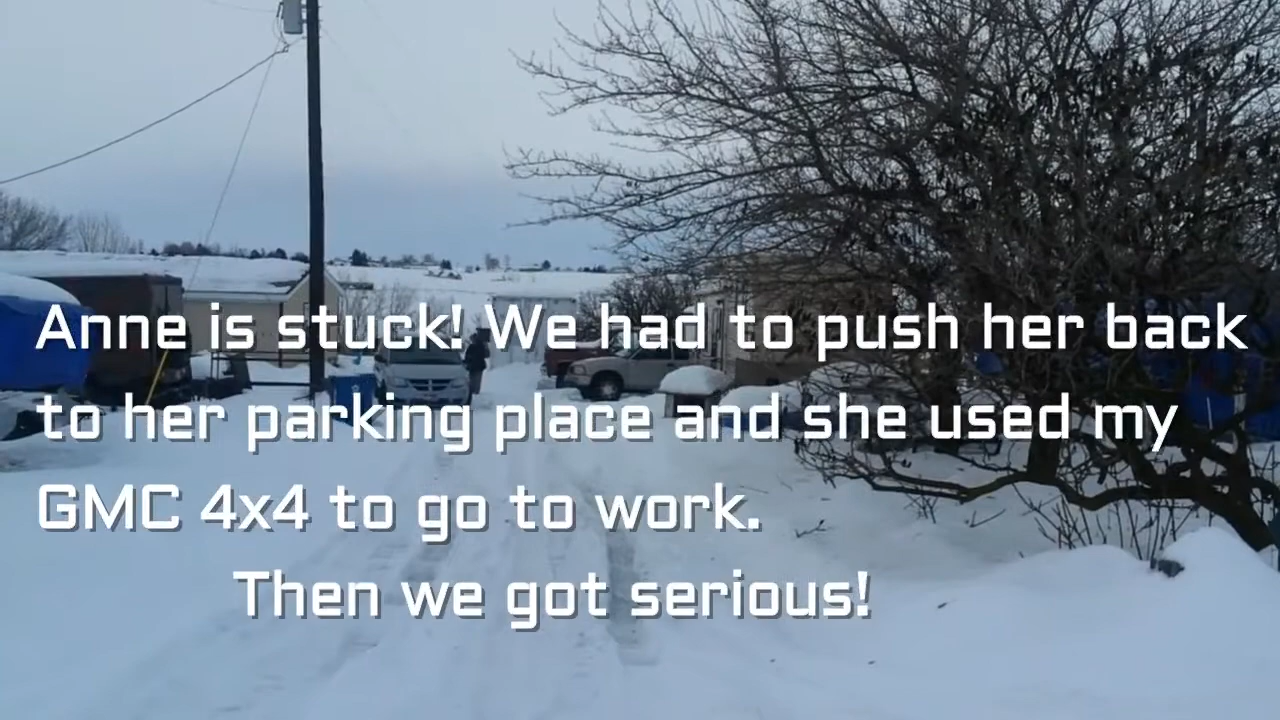 Anne is stuck! We had to push her back
to her parking place and she used my
GMC 4x4 to go to work.
Then we got serious!